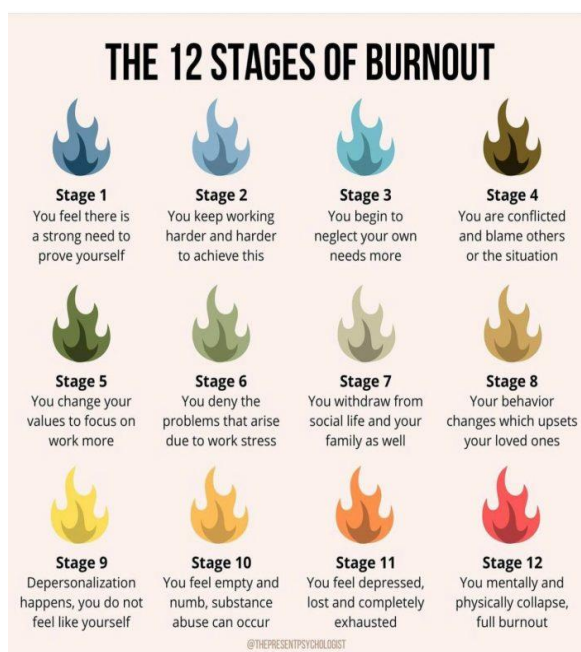 THE 12 STAGES OF BURNOUT
Stage 1
You feel there is
a strong need to
prove yourself
Stage 2
You keep working
harder and harder
to achieve this
Stage 3
You begin to
neglect your own
needs more
Stage 4
You are conflicted
and blame others
or the situation
Stage 5
You change your
values to focus on
work more
Stage 6
You deny the
problems that arise
due to work stress
Stage 7
You withdraw from
social life and your
family as well
Stage 8
Your behavior
changes which upsets
your loved ones
Stage 9
Depersonalization
happens, you do not
feel like yourself
Stage 10
You feel empty and
numb, substance
abuse can occur
Stage 11
You feel depressed,
lost and completely
exhausted
Stage 12
You mentally and
physically collapse,
full burnout
@THEPRESENTPSYCHOLOGIST